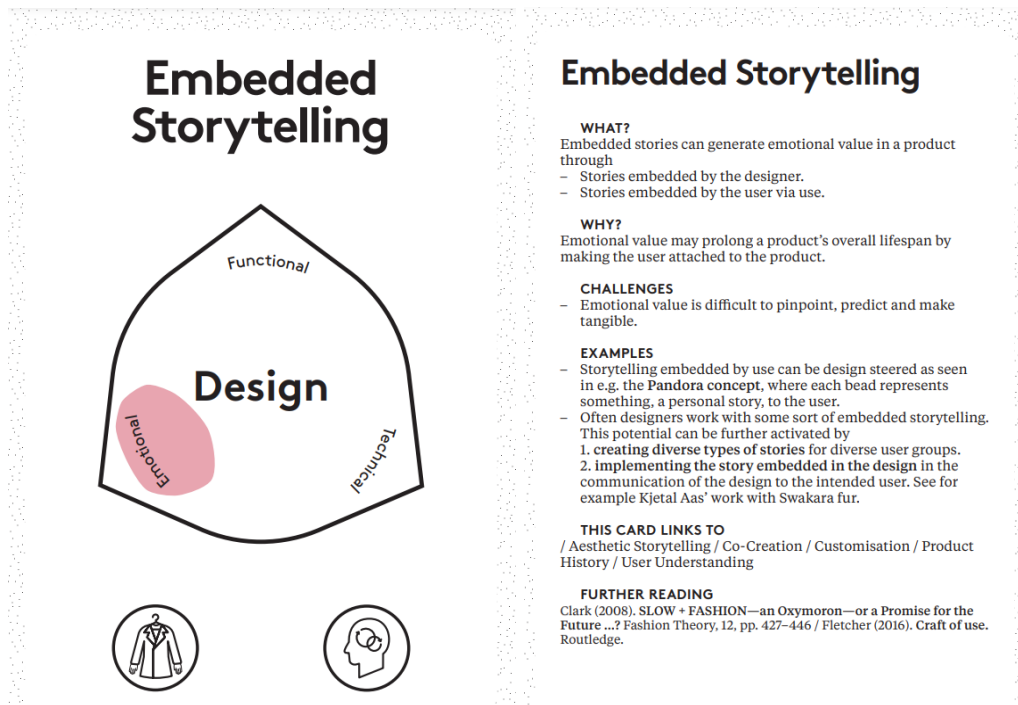 Embedded
Storytelling
Functional
Design
Emotional
Technical
Embedded Storytelling
WHAT?
Embedded stories can generate emotional value in a product
through
– Stories embedded by the designer.
– Stories embedded by the user via use.
WHY?
Emotional value may prolong a product's overall lifespan by
making the user attached to the product.
CHALLENGES
– Emotional value is difficult to pinpoint, predict and make
tangible.
EXAMPLES
– Storytelling embedded by use can be design steered as seen
in e.g. the Pandora concept, where each bead represents
something, a personal story, to the user.
– Often designers work with some sort of embedded storytelling.
This potential can be further activated by
1. creating diverse types of stories for diverse user groups.
2. implementing the story embedded in the design in the
communication of the design to the intended user. See for
example Kjetal Aas' work with Swakara fur.
THIS CARD LINKS TO
/ Aesthetic Storytelling / Co-Creation / Customisation / Product
History / User Understanding
FURTHER READING
Clark (2008). SLOW + FASHION—an Oxymoron—or a Promise for the
Future ...? Fashion Theory, 12, pp. 427–446 / Fletcher (2016). Craft of use.
Routledge.